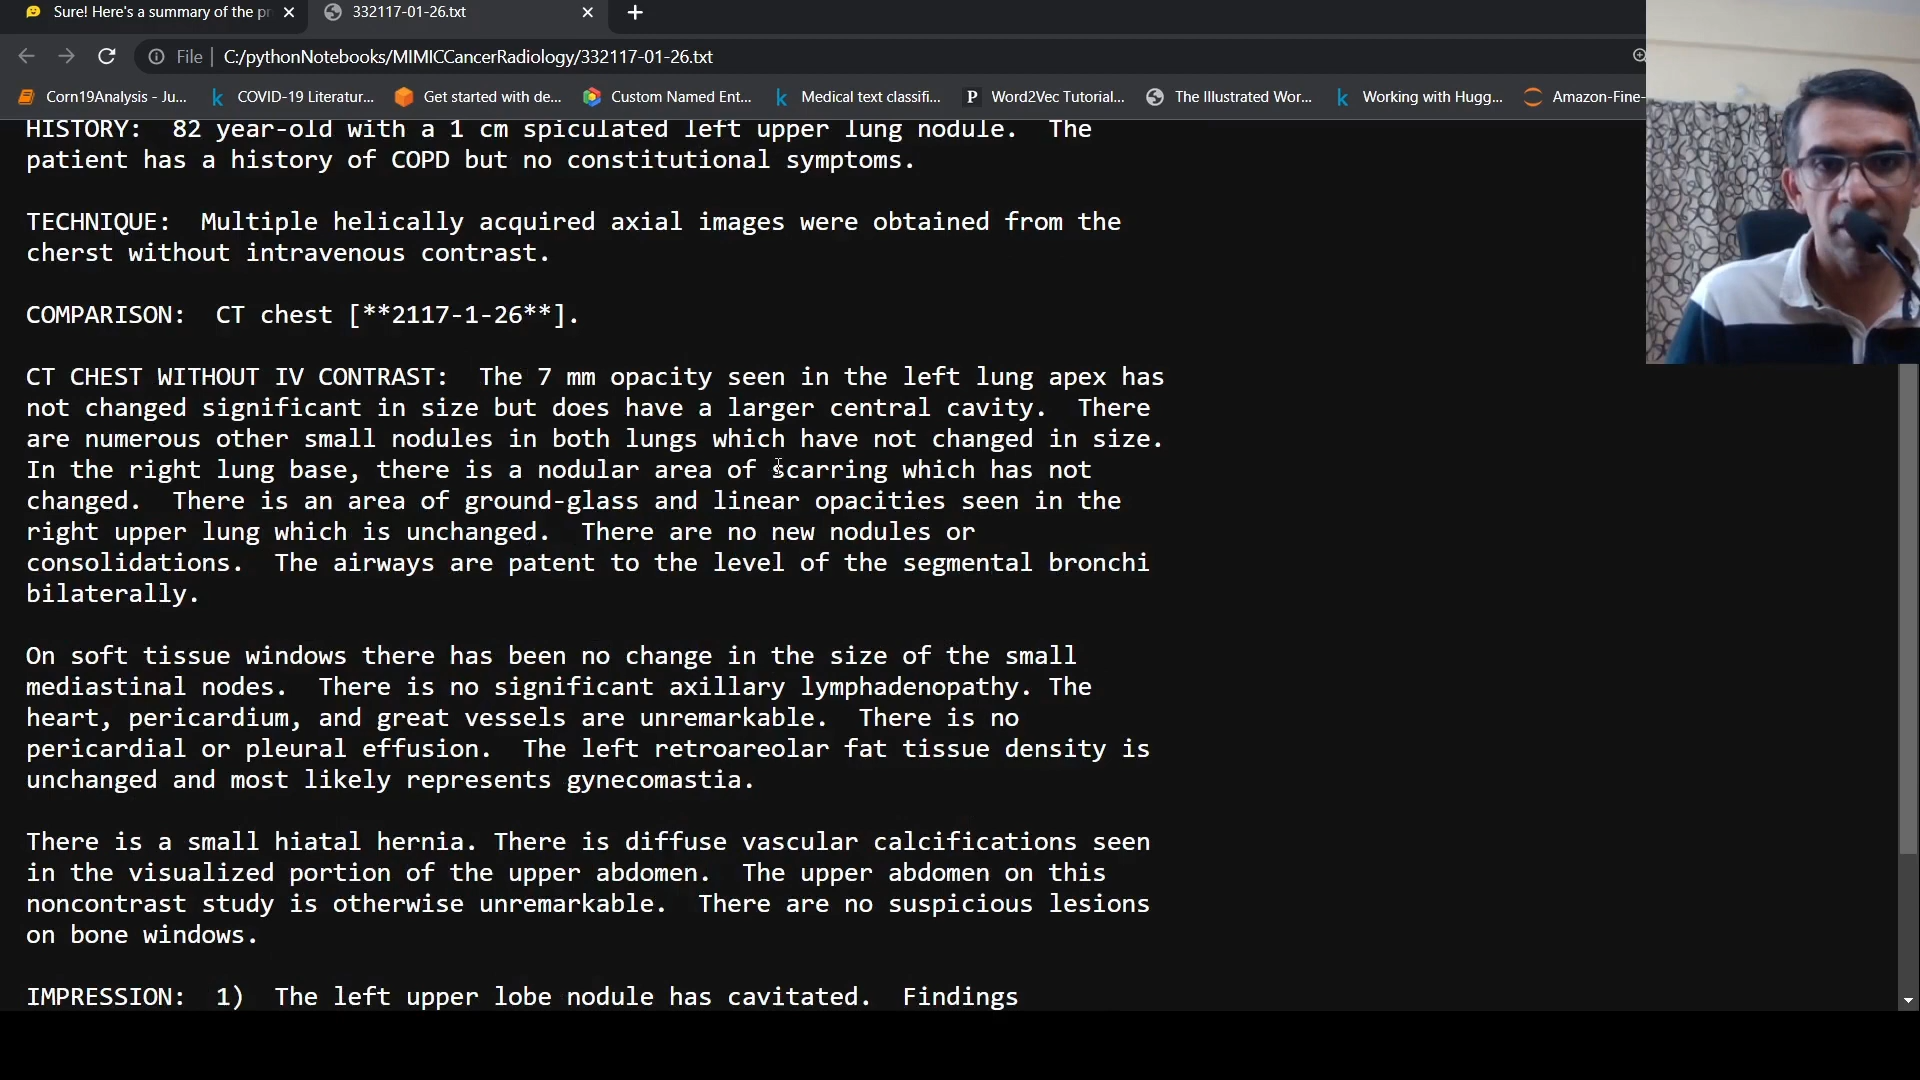 Sure! Here's a summary of the pr
332117-01-26.txt
File C:/pythonNotebooks/MIMICCancerRadiology/332117-01-26.txt
Corn19Analysis - Ju... COVID-19 Literatur... Get started with de... Custom Named Ent... Medical text classifi... Word2Vec Tutorial... The Illustrated Wor... Working with Hugg... Amazon-Fine-
HISTORY:  82 year-old with a 1 cm spiculated left upper lung nodule.  The
patient has a history of COPD but no constitutional symptoms.
TECHNIQUE:  Multiple helically acquired axial images were obtained from the
cherst without intravenous contrast.
COMPARISON:  CT chest [**2117-1-26**].
CT CHEST WITHOUT IV CONTRAST:  The 7 mm opacity seen in the left lung apex has
not changed significant in size but does have a larger central cavity.  There
are numerous other small nodules in both lungs which have not changed in size.
In the right lung base, there is a nodular area of scarring which has not
changed.  There is an area of ground-glass and linear opacities seen in the
right upper lung which is unchanged.  There are no new nodules or
consolidations.  The airways are patent to the level of the segmental bronchi
bilaterally.
On soft tissue windows there has been no change in the size of the small
mediastinal nodes.  There is no significant axillary lymphadenopathy. The
heart, pericardium, and great vessels are unremarkable.  There is no
pericardial or pleural effusion.  The left retroareolar fat tissue density is
unchanged and most likely represents gynecomastia.
There is a small hiatal hernia. There is diffuse vascular calcifications seen
in the visualized portion of the upper abdomen.  The upper abdomen on this
noncontrast study is otherwise unremarkable.  There are no suspicious lesions
on bone windows.
IMPRESSION:  1)  The left upper lobe nodule has cavitated.  Findings